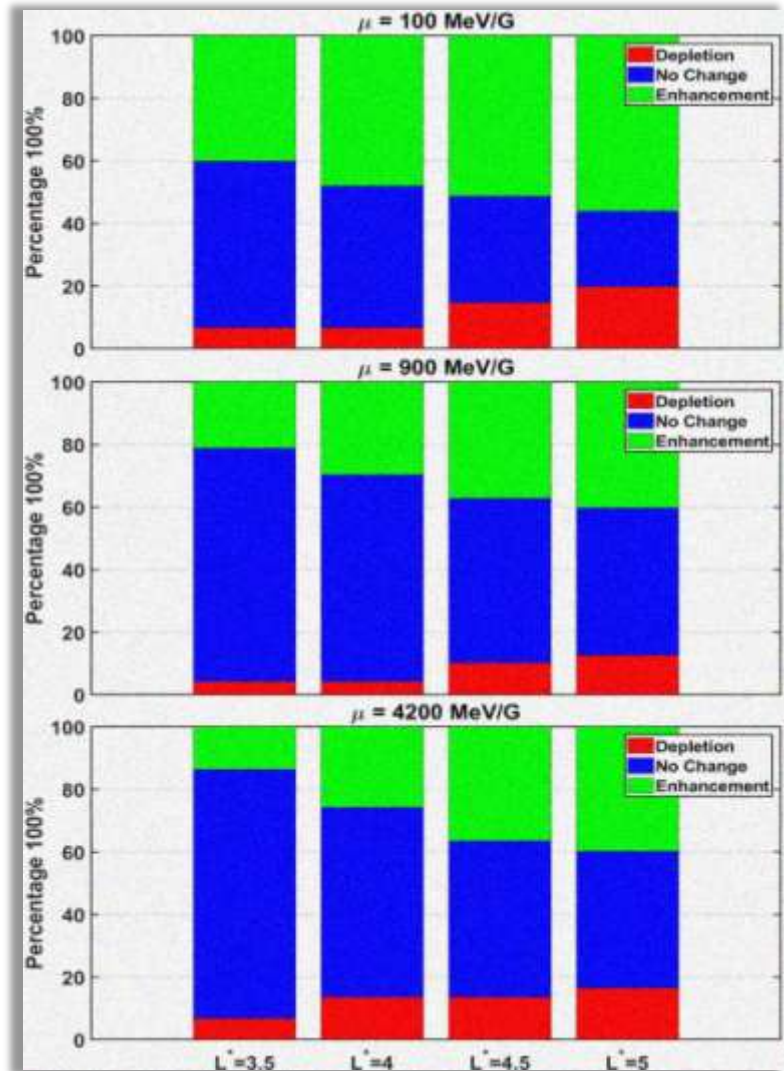 μ = 100 MeV/G
100
80
60
40
20
0
Percentage 100%
Depletion
No Change
Enhancement
μ = 900 MeV/G
100
80
60
40
20
0
Percentage 100%
Depletion
No Change
Enhancement
μ = 4200 MeV/G
100
80
60
40
20
0
Percentage 100%
Depletion
No Change
Enhancement
L*=3.5 L*=4 L*=4.5 L*=5